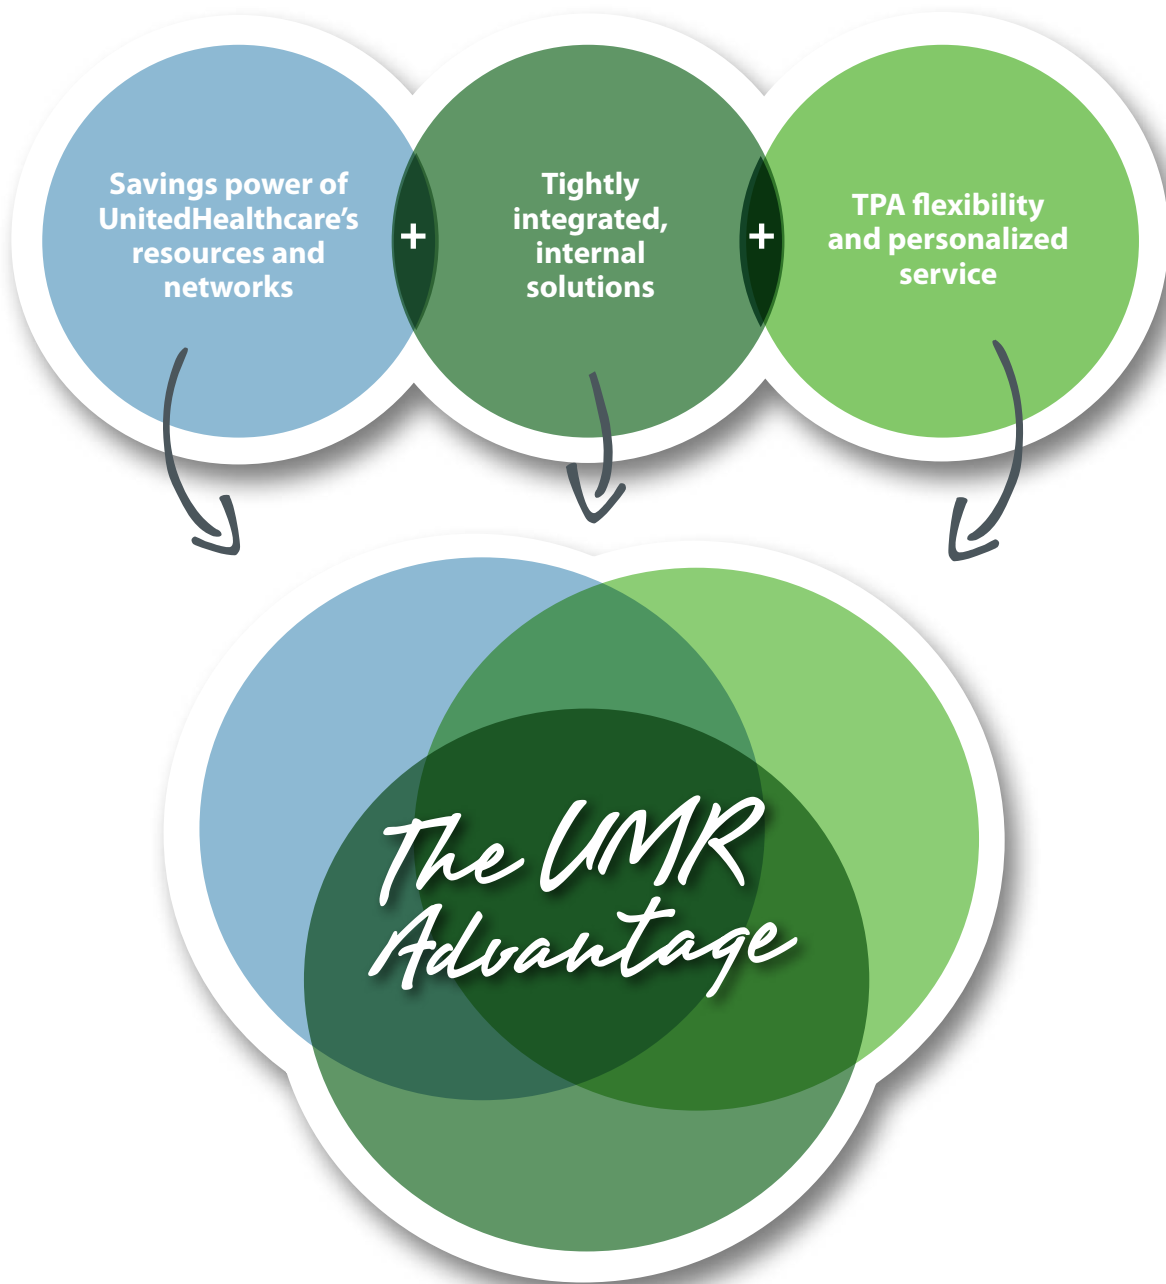 Savings power of
UnitedHealthcare’s
resources and
networks
+
Tightly
integrated,
internal
solutions
+
TPA flexibility
and personalized
service
The UMR
Advantage